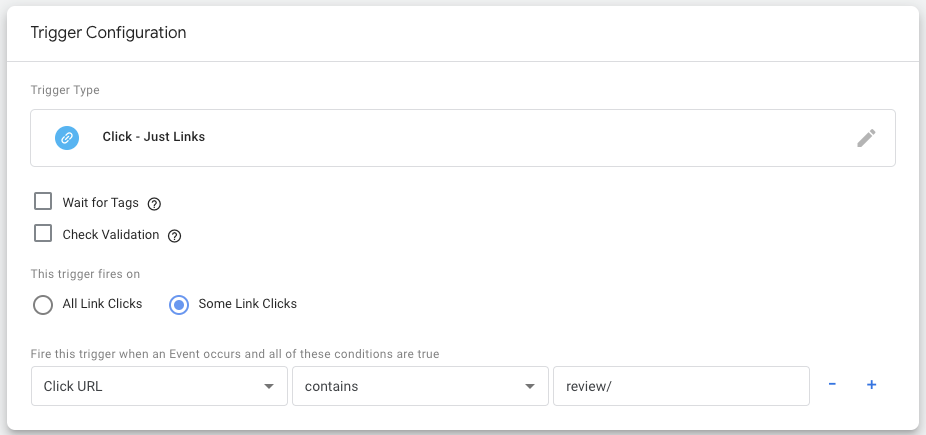 Trigger Configuration
Trigger Type
Click - Just Links
Wait for Tags ?
Check Validation ?
This trigger fires on
All Link Clicks Some Link Clicks
Fire this trigger when an Event occurs and all of these conditions are true
Click URL contains review/ - +